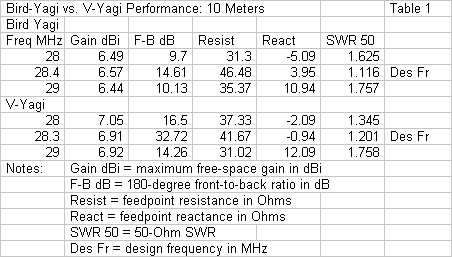 Bird-Yagi vs. V-Yagi Performance: 10 Meters Table 1
Bird Yagi
Freq MHz Gain dBi F-B dB Resist React SWR 50
28 6.49 9.7 31.3 -5.09 1.625
28.4 6.57 14.61 46.48 3.95 1.116 Des Fr
29 6.44 10.13 35.37 10.94 1.757
V-Yagi
28 7.05 16.5 37.33 -2.09 1.345
28.3 6.91 32.72 41.67 -0.94 1.201 Des Fr
29 6.92 14.26 31.02 12.09 1.758
Notes: Gain dBi = maximum free-space gain in dBi
F-B dB = 180-degree front-to-back ratio in dB
Resist = feedpoint resistance in Ohms
React = feedpoint reactance in Ohms
SWR 50 = 50-Ohm SWR
Des Fr = design frequency in MHz